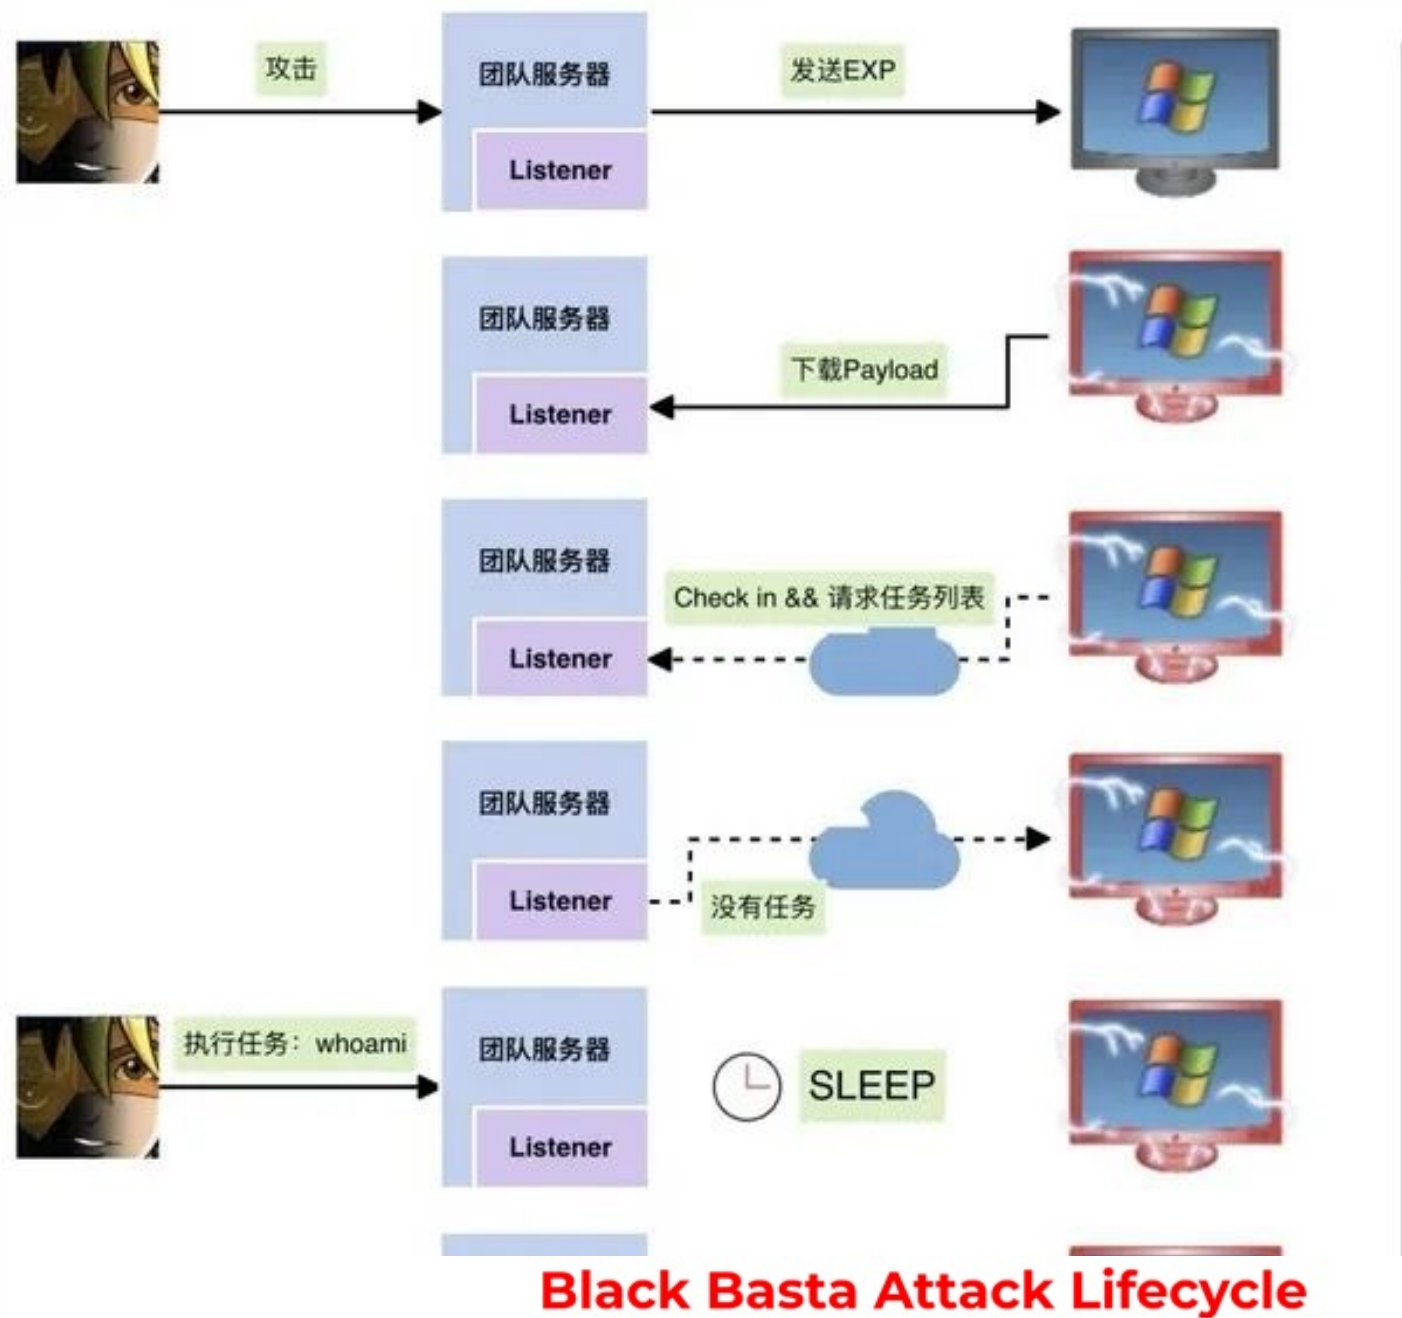 攻击
团队服务器
发送EXP
Listener
团队服务器
下载Payload
Listener
团队服务器
Check in && 请求任务列表
Listener
团队服务器
Listener
没有任务
执行任务：whoami
团队服务器
SLEEP
Listener
Black Basta Attack Lifecycle